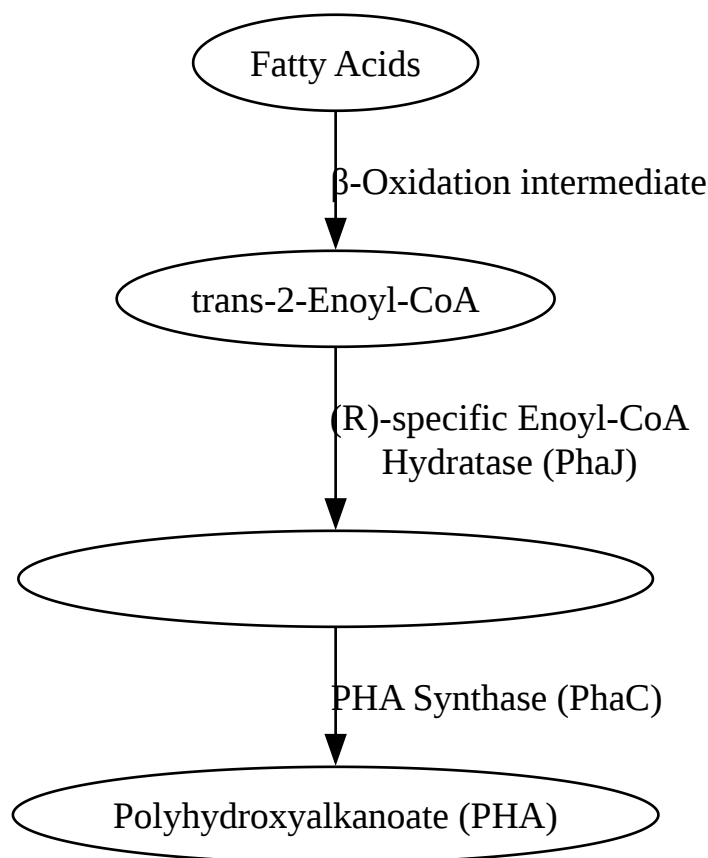 Fatty Acids
β-Oxidation intermediate
trans-2-Enoyl-CoA
(R)-specific Enoyl-CoA
Hydratase (PhaJ)
PHA Synthase (PhaC)
Polyhydroxyalkanoate (PHA)